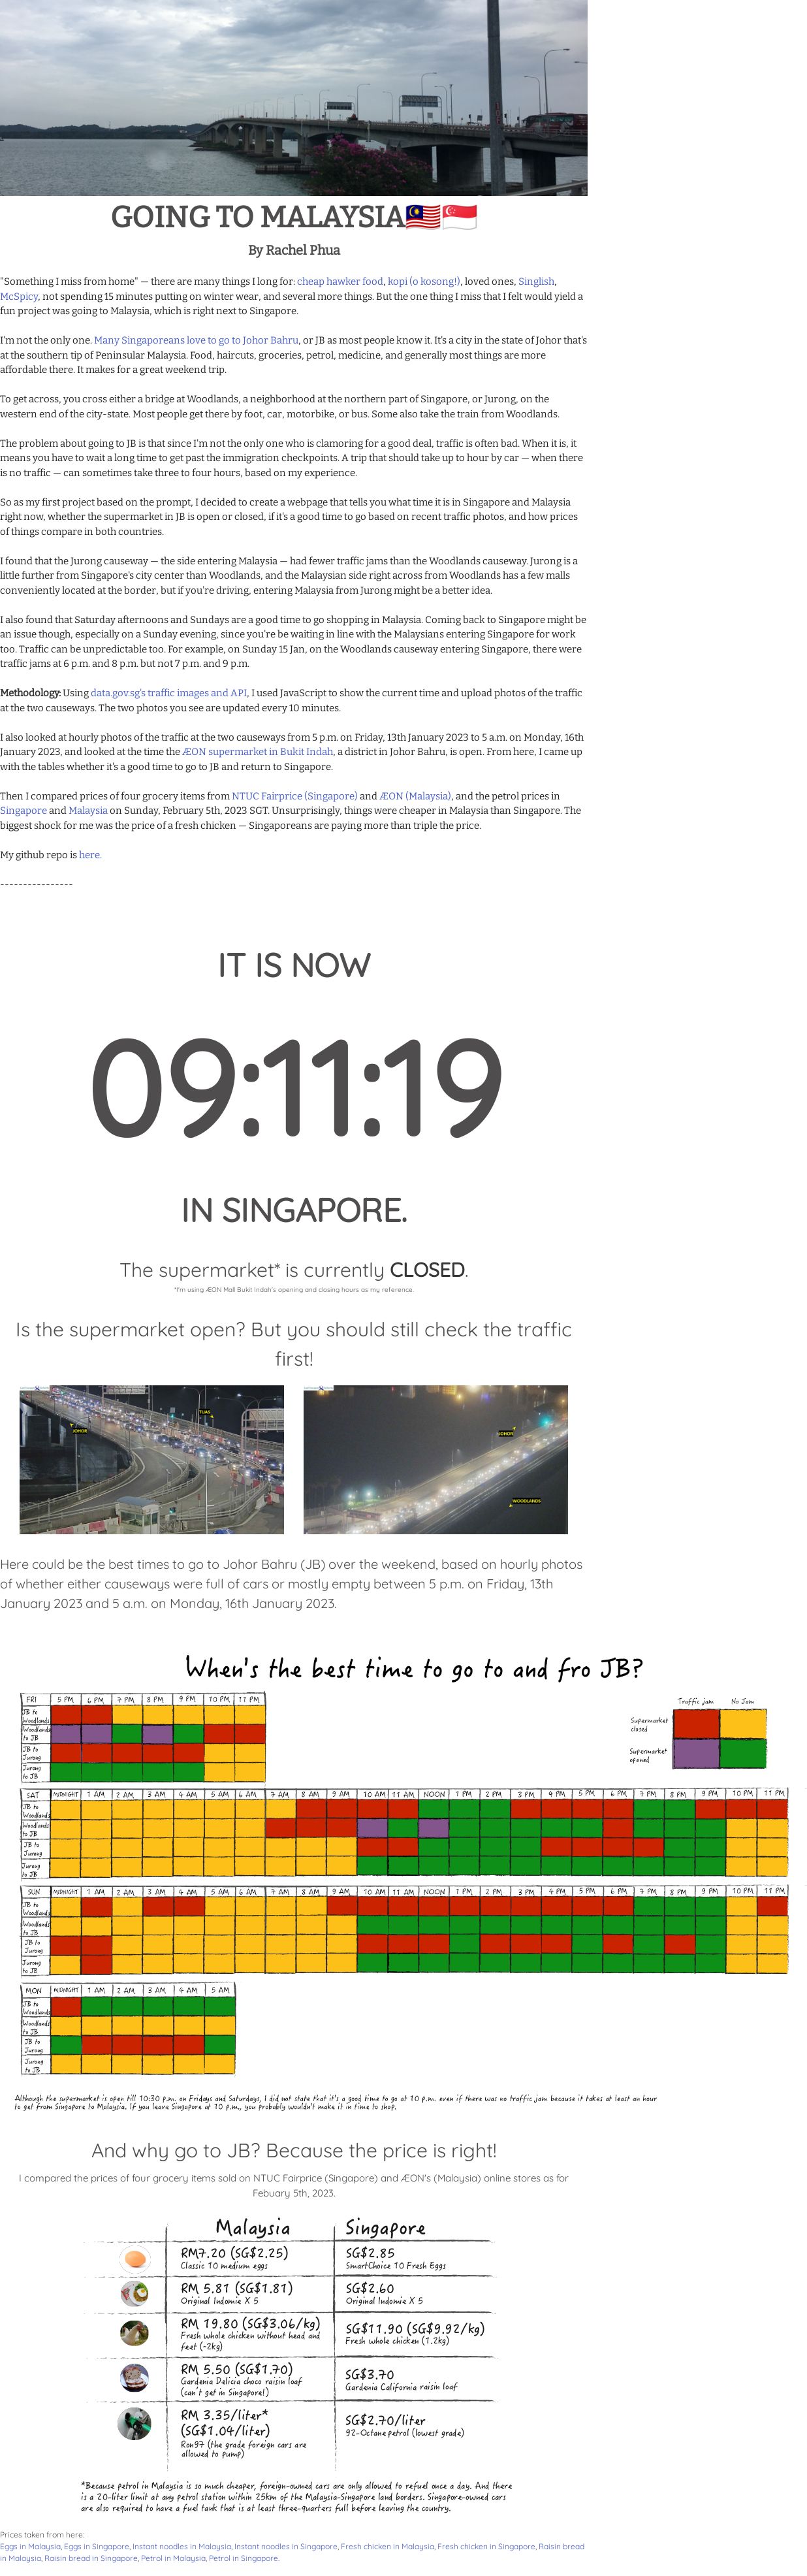 GOING TO MALAYSIA🇲🇾🇸🇬
By Rachel Phua
"Something I miss from home" — there are many things I long for: cheap hawker food, kopi (o kosong!), loved ones, Singlish,
McSpicy, not spending 15 minutes putting on winter wear, and several more things. But the one thing I miss that I felt would yield a
fun project was going to Malaysia, which is right next to Singapore.
I'm not the only one. Many Singaporeans love to go to Johor Bahru, or JB as most people know it. It's a city in the state of Johor that's
at the southern tip of Peninsular Malaysia. Food, haircuts, groceries, petrol, medicine, and generally most things are more
affordable there. It makes for a great weekend trip.
To get across, you cross either a bridge at Woodlands, a neighborhood at the northern part of Singapore, or Jurong, on the
western end of the city-state. Most people get there by foot, car, motorbike, or bus. Some also take the train from Woodlands.
The problem about going to JB is that since I'm not the only one who is clamoring for a good deal, traffic is often bad. When it is, it
means you have to wait a long time to get past the immigration checkpoints. A trip that should take up to hour by car — when there
is no traffic — can sometimes take three to four hours, based on my experience.
So as my first project based on the prompt, I decided to create a webpage that tells you what time it is in Singapore and Malaysia
right now, whether the supermarket in JB is open or closed, if it's a good time to go based on recent traffic photos, and how prices
of things compare in both countries.
I found that the Jurong causeway — the side entering Malaysia — had fewer traffic jams than the Woodlands causeway. Jurong is a
little further from Singapore's city center than Woodlands, and the Malaysian side right across from Woodlands has a few malls
conveniently located at the border, but if you're driving, entering Malaysia from Jurong might be a better idea.
I also found that Saturday afternoons and Sundays are a good time to go shopping in Malaysia. Coming back to Singapore might be
an issue though, especially on a Sunday evening, since you're be waiting in line with the Malaysians entering Singapore for work
too. Traffic can be unpredictable too. For example, on Sunday 15 Jan, on the Woodlands causeway entering Singapore, there were
traffic jams at 6 p.m. and 8 p.m. but not 7 p.m. and 9 p.m.
Methodology: Using data.gov.sg's traffic images and API, I used JavaScript to show the current time and upload photos of the traffic
at the two causeways. The two photos you see are updated every 10 minutes.
I also looked at hourly photos of the traffic at the two causeways from 5 p.m. on Friday, 13th January 2023 to 5 a.m. on Monday, 16th
January 2023, and looked at the time the ÆON supermarket in Bukit Indah, a district in Johor Bahru, is open. From here, I came up
with the tables whether it's a good time to go to JB and return to Singapore.
Then I compared prices of four grocery items from NTUC Fairprice (Singapore) and ÆON (Malaysia), and the petrol prices in
Singapore and Malaysia on Sunday, February 5th, 2023 SGT. Unsurprisingly, things were cheaper in Malaysia than Singapore. The
biggest shock for me was the price of a fresh chicken — Singaporeans are paying more than triple the price.
My github repo is here.
----------------
IT IS NOW
09:11:19
IN SINGAPORE.
The supermarket* is currently CLOSED.
*I'm using ÆON Mall Bukit Indah's opening and closing hours as my reference.
Is the supermarket open? But you should still check the traffic
first!
TUAS
JOHOR
JOHOR
WOODLANDS
Here could be the best times to go to Johor Bahru (JB) over the weekend, based on hourly photos
of whether either causeways were full of cars or mostly empty between 5 p.m. on Friday, 13th
January 2023 and 5 a.m. on Monday, 16th January 2023.
When's the best time to go to and fro JB?
Traffic jam No Jam
Supermarket closed
Supermarket opened
FRI 5 PM 6 PM 7 PM 8 PM 9 PM 10 PM 11 PM
JB to Woodlands
Woodlands to JB
JB to Jurong
Jurong to JB
SAT MIDNIGHT 1 AM 2 AM 3 AM 4 AM 5 AM 6 AM 7 AM 8 AM 9 AM 10 AM 11 AM NOON 1 PM 2 PM 3 PM 4 PM 5 PM 6 PM 7 PM 8 PM 9 PM 10 PM 11 PM
JB to Woodlands
Woodlands to JB
JB to Jurong
Jurong to JB
SUN MIDNIGHT 1 AM 2 AM 3 AM 4 AM 5 AM 6 AM 7 AM 8 AM 9 AM 10 AM 11 AM NOON 1 PM 2 PM 3 PM 4 PM 5 PM 6 PM 7 PM 8 PM 9 PM 10 PM 11 PM
JB to Woodlands
Woodlands to JB
JB to Jurong
Jurong to JB
MON MIDNIGHT 1 AM 2 AM 3 AM 4 AM 5 AM
JB to Woodlands
Woodlands to JB
JB to Jurong
Jurong to JB
Although the supermarket is open till 10:30 p.m. on Fridays and Saturdays, I did not state that it's a good time to go at 10 p.m. even if there was no traffic jam because it takes at least an hour
to get from Singapore to Malaysia. If you leave Singapore at 10 p.m., you probably wouldn't make it in time to shop.
And why go to JB? Because the price is right!
I compared the prices of four grocery items sold on NTUC Fairprice (Singapore) and ÆON's (Malaysia) online stores as for
Febuary 5th, 2023.
Malaysia Singapore
RM7.20 (SG$2.25) SG$2.85
Classic 10 medium eggs SmartChoice 10 Fresh Eggs
RM 5.81 (SG$1.81) SG$2.60
Original Indomie X 5 Original Indomie X 5
RM 19.80 (SG$3.06/kg) SG$11.90 (SG$9.92/kg)
Fresh whole chicken without head and Fresh whole chicken (1.2kg)
feet (~2kg)
RM 5.50 (SG$1.70) SG$3.70
Gardenia Delicia choco raisin loaf Gardenia California raisin loaf
(can't get in Singapore!)
RM 3.35/liter* SG$2.70/liter
(SG$1.04/liter) 92-Octane petrol (lowest grade)
Ron97 (the grade foreign cars are
allowed to pump)
*Because petrol in Malaysia is so much cheaper, foreign-owned cars are only allowed to refuel once a day. And there
is a 20-liter limit at any petrol station within 25km of the Malaysia-Singapore land borders. Singapore-owned cars
are also required to have a fuel tank that is at least three-quarters full before leaving the country.
Prices taken from here:
Eggs in Malaysia, Eggs in Singapore, Instant noodles in Malaysia, Instant noodles in Singapore, Fresh chicken in Malaysia, Fresh chicken in Singapore, Raisin bread
in Malaysia, Raisin bread in Singapore, Petrol in Malaysia, Petrol in Singapore.